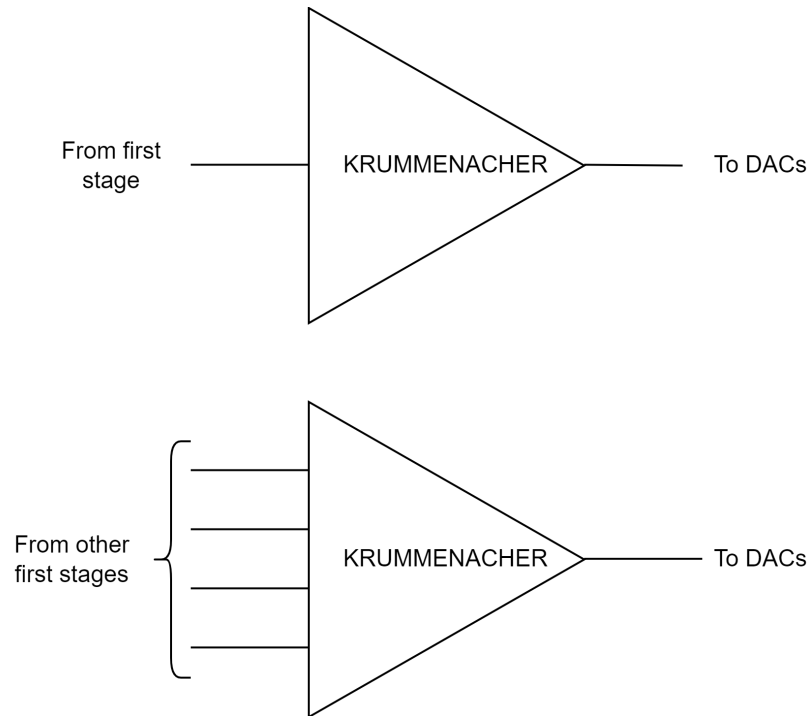 From first
stage
KRUMMENACHER
To DACs
From other
first stages
KRUMMENACHER
To DACs